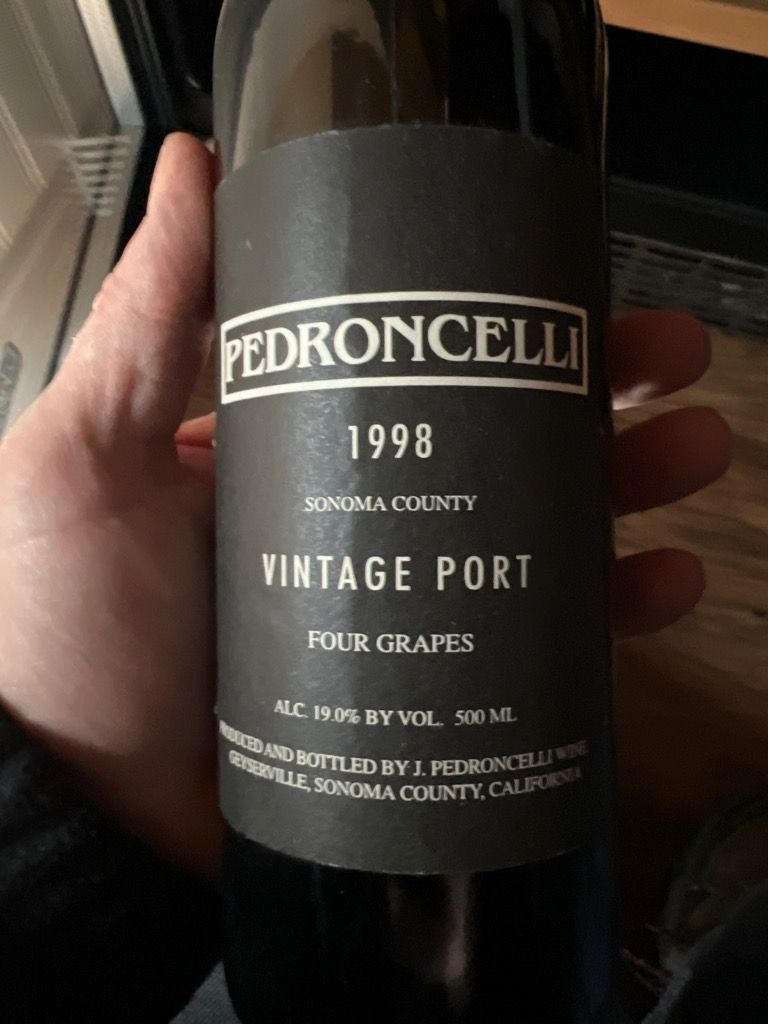 PEDRONCELLI
1998
SONOMA COUNTY
VINTAGE PORT
FOUR GRAPES
ALC. 19.0% BY VOL. 500 ML
PRODUCED AND BOTTLED BY J. PEDRONCELLI WINE
GEYSERVILLE, SONOMA COUNTY, CALIFORNIA